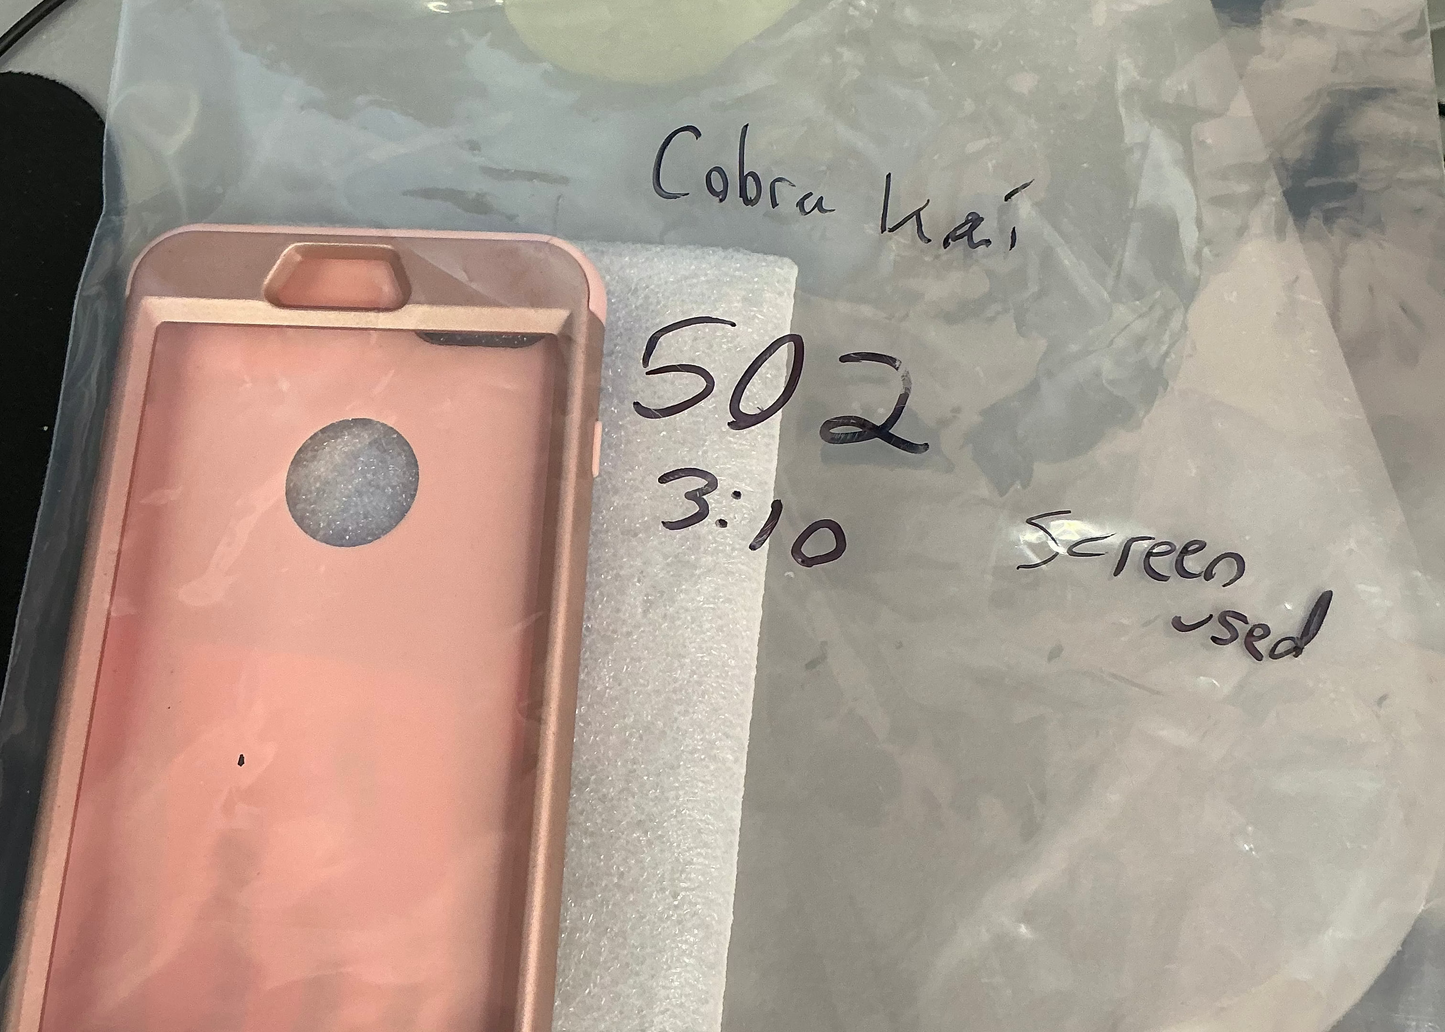 Cobra Kai
502
3:10
Screen
used